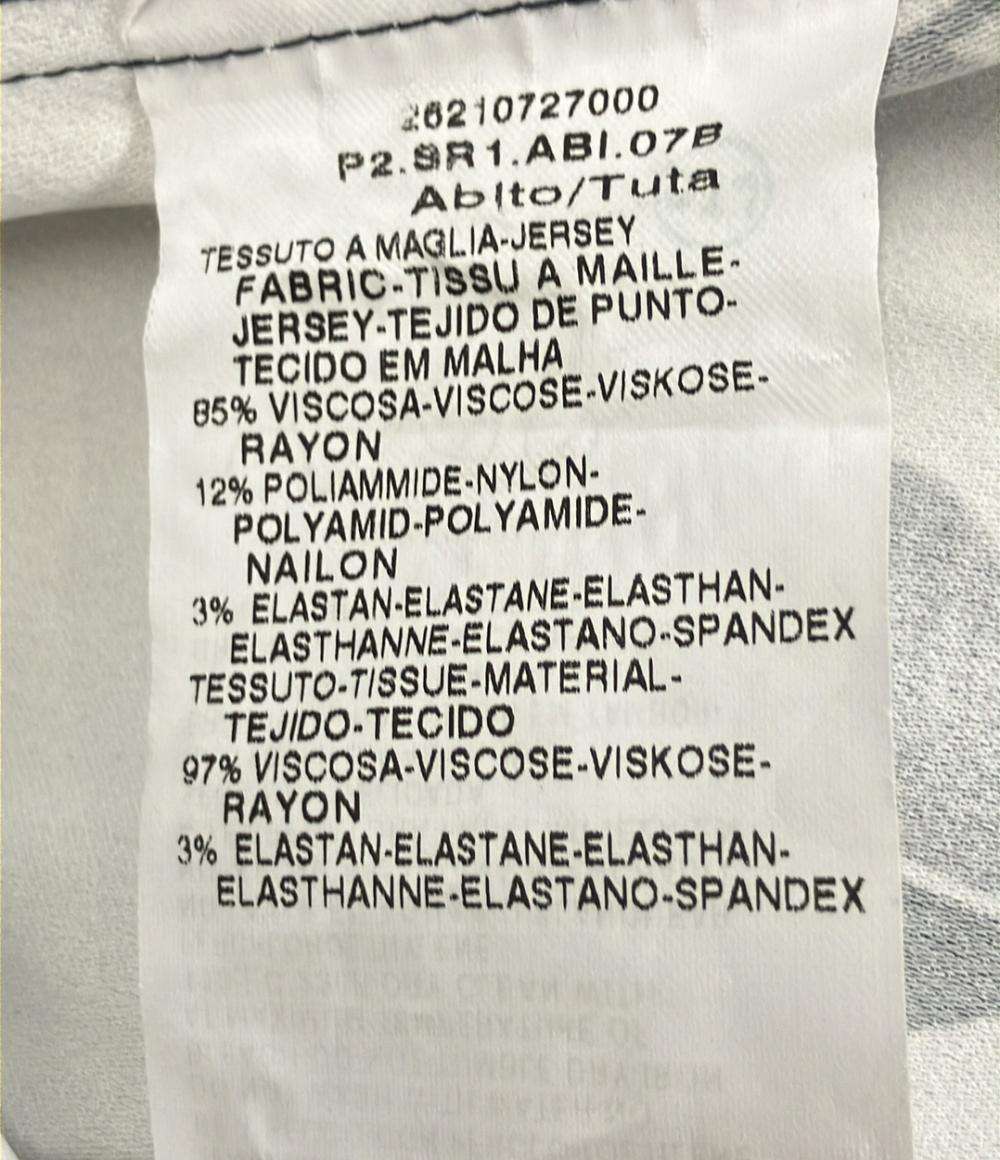 26210727000
P2.SR1.ABI.07B
Abito/Tuta
TESSUTO A MAGLIA-JERSEY
FABRIC-TISSU A MAILLE-
JERSEY-TEJIDO DE PUNTO-
TECIDO EM MALHA
85% VISCOSA-VISCOSE-VISKOSE-
RAYON
12% POLIAMMIDE-NYLON-
POLYAMID-POLYAMIDE-
NAILON
3% ELASTAN-ELASTANE-ELASTHAN-
ELASTHANNE-ELASTANO-SPANDEX
TESSUTO-TISSUE-MATERIAL-
TEJIDO-TECIDO
97% VISCOSA-VISCOSE-VISKOSE-
RAYON
3% ELASTAN-ELASTANE-ELASTHAN-
ELASTHANNE-ELASTANO-SPANDEX